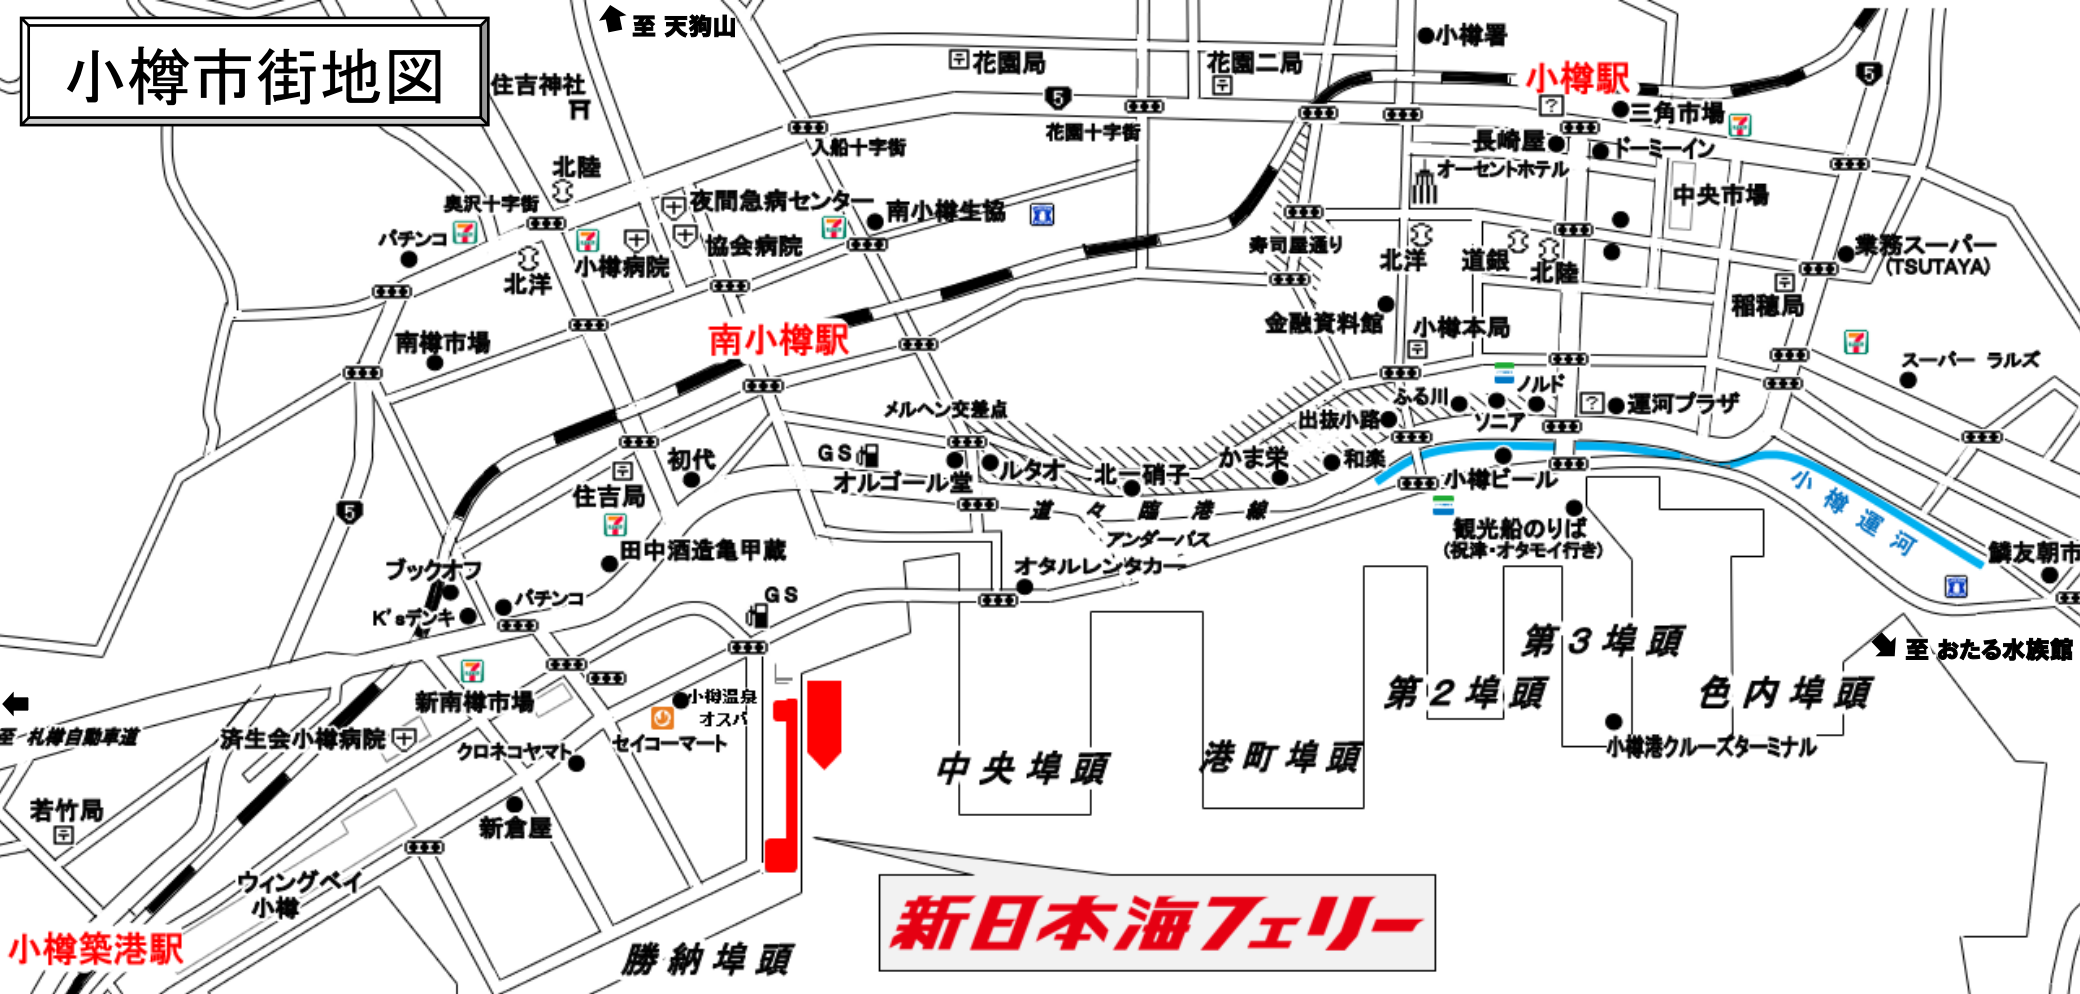 小樽市街地図
至 天狗山
住吉神社
花園局
花園二局
小樽署
小樽駅
5
5
?
三角市場
入船十字街
花園十字街
長崎屋
ドーミーイン
オーセントホテル
北陸
奥沢十字街
夜間急病センター
南小樽生協
中央市場
パチンコ
小樽病院
協会病院
北洋
寿司屋通り
北洋
道銀
北陸
業務スーパー
(TSUTAYA)
稲穂局
南樽市場
南小樽駅
金融資料館
小樽本局
スーパー ラルズ
メルヘン交差点
ふる川
ノルド
ソニア
出抜小路
?
運河プラザ
初代
GS
オルゴール堂
ルタオ
北一硝子
かま栄
和楽
小樽ビール
小樽運河
住吉局
5
道々臨港線
アンダーパス
観光船のりば
(祝津・オタモイ行き)
鱗友朝市
田中酒造亀甲蔵
ブックオフ
K'sデンキ
パチンコ
GS
オタルレンタカー
第3埠頭
至 おたる水族館
第2埠頭
色内埠頭
新南樽市場
小樽温泉
オスパ
セイコーマート
至 札樽自動車道
済生会小樽病院
クロネコヤマト
中央埠頭
港町埠頭
小樽港クルーズターミナル
若竹局
新倉屋
ウィングベイ
小樽
小樽築港駅
勝納埠頭
新日本海フェリー